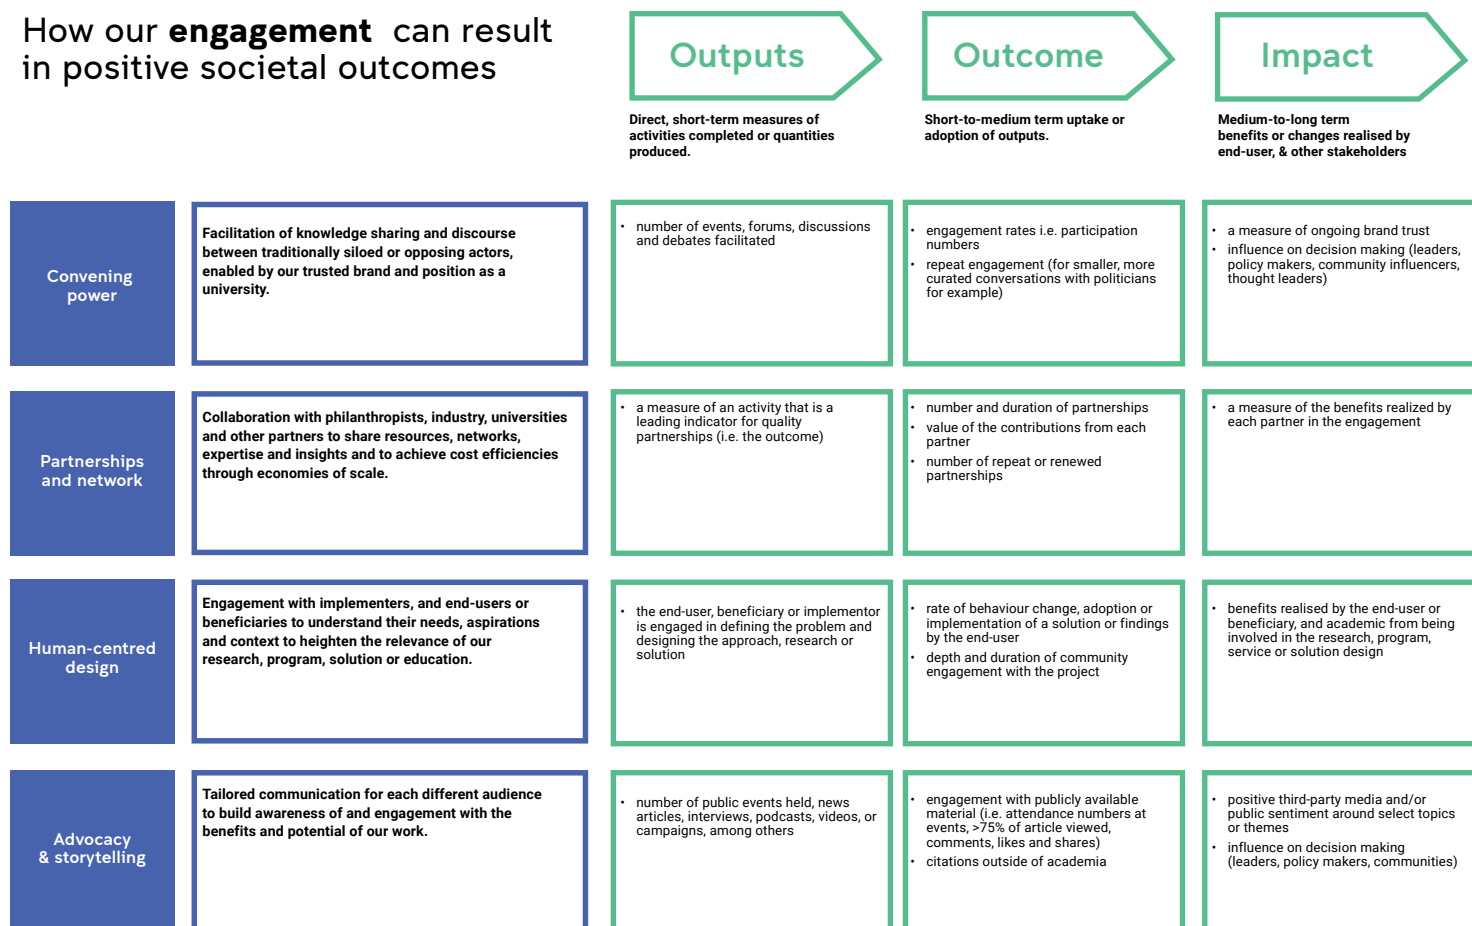 How our engagement can result
in positive societal outcomes
Outputs
Direct, short-term measures of
activities completed or quantities
produced.
Outcome
Short-to-medium term uptake or
adoption of outputs.
Impact
Medium-to-long term
benefits or changes realised by
end-user, & other stakeholders
Convening
power
Facilitation of knowledge sharing and discourse
between traditionally siloed or opposing actors,
enabled by our trusted brand and position as a
university.
• number of events, forums, discussions
and debates facilitated
• engagement rates i.e. participation
numbers
• repeat engagement (for smaller, more
curated conversations with politicians
for example)
• a measure of ongoing brand trust
• influence on decision making (leaders,
policy makers, community influencers,
thought leaders)
Partnerships
and network
Collaboration with philanthropists, industry, universities
and other partners to share resources, networks,
expertise and insights and to achieve cost efficiencies
through economies of scale.
• a measure of an activity that is a
leading indicator for quality
partnerships (i.e. the outcome)
• number and duration of partnerships
• value of the contributions from each
partner
• number of repeat or renewed
partnerships
• a measure of the benefits realized by
each partner in the engagement
Human-centred
design
Engagement with implementers, and end-users or
beneficiaries to understand their needs, aspirations
and context to heighten the relevance of our
research, program, solution or education.
• the end-user, beneficiary or implementor
is engaged in defining the problem and
designing the approach, research or
solution
• rate of behaviour change, adoption or
implementation of a solution or findings
by the end-user
• depth and duration of community
engagement with the project
• benefits realised by the end-user or
beneficiary, and academic from being
involved in the research, program,
service or solution design
Advocacy
& storytelling
Tailored communication for each different audience
to build awareness of and engagement with the
benefits and potential of our work.
• number of public events held, news
articles, interviews, podcasts, videos, or
campaigns, among others
• engagement with publicly available
material (i.e. attendance numbers at
events, >75% of article viewed,
comments, likes and shares)
• citations outside of academia
• positive third-party media and/or
public sentiment around select topics
or themes
• influence on decision making
(leaders, policy makers, communities)